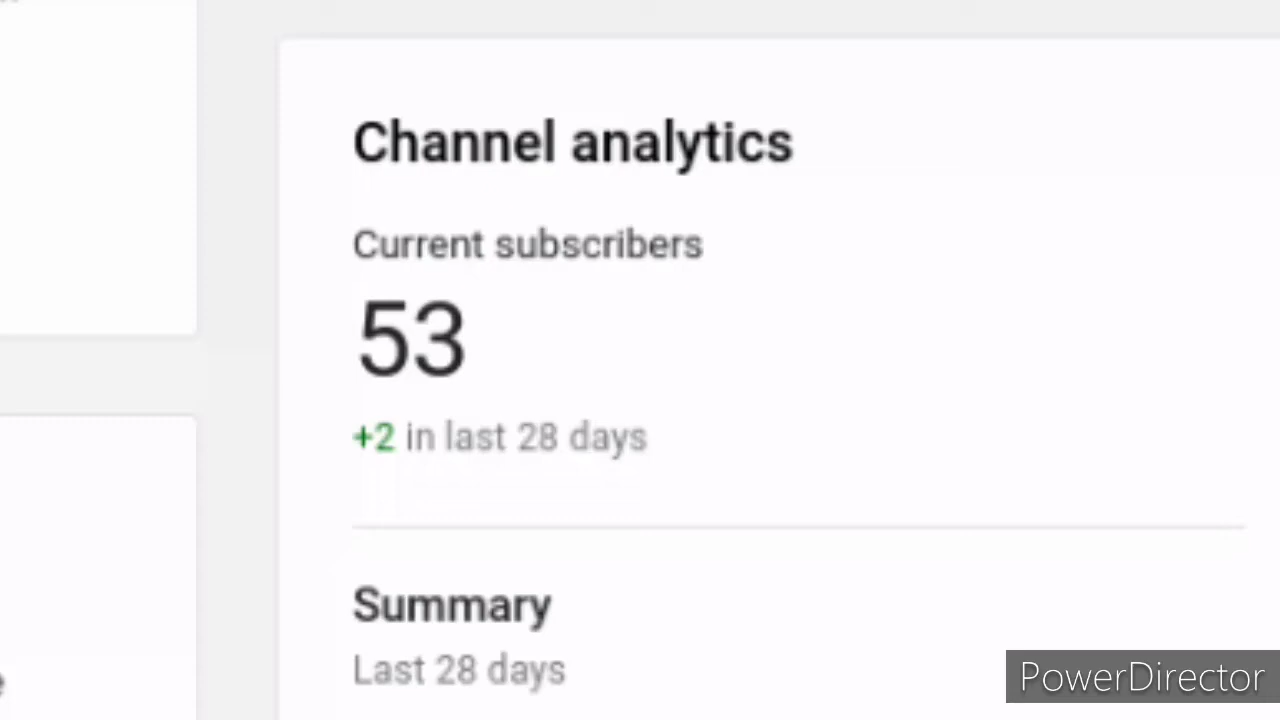 Channel analytics
Current subscribers
53
+2 in last 28 days
Summary
Last 28 days
PowerDirector